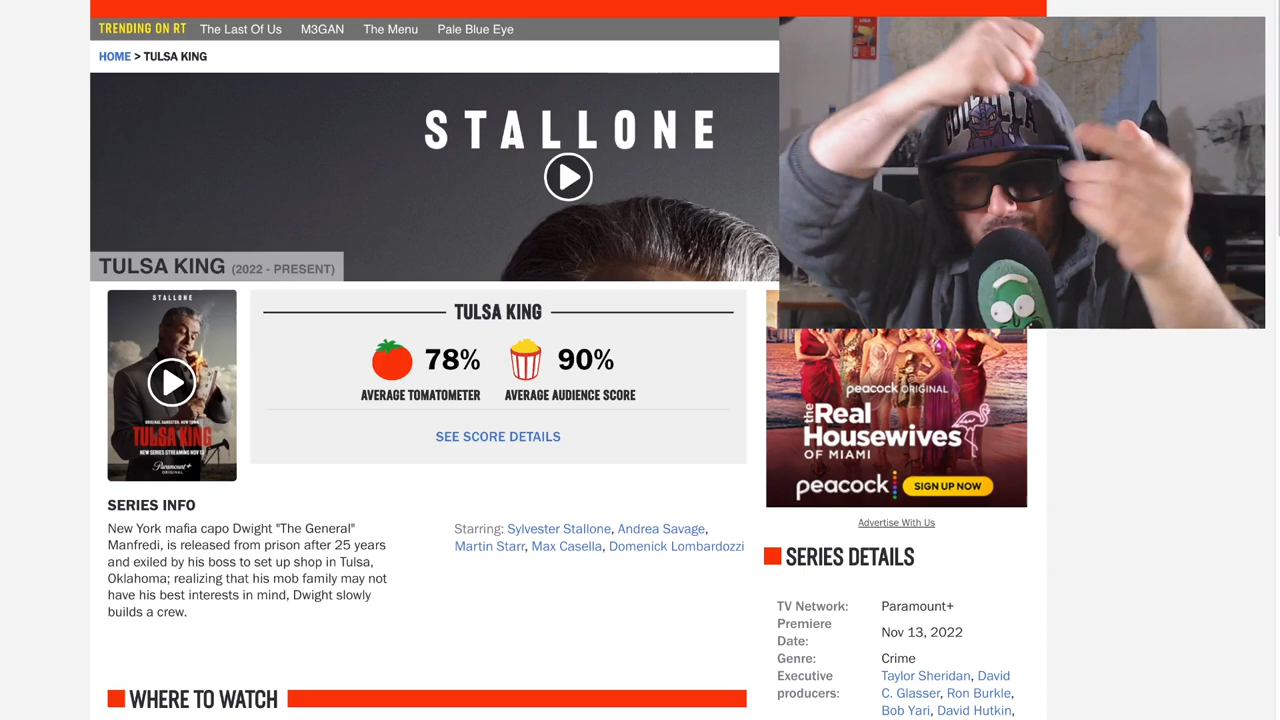 TRENDING ON RT The Last Of Us M3GAN The Menu Pale Blue Eye
HOME > TULSA KING
STALLONE
TULSA KING (2022 - PRESENT)
STALLONE
TULSA KING
NEW SERIES STREAMING NOV 13
Paramount+
ORIGINAL
TULSA KING
78% 90%
AVERAGE TOMATOMETER AVERAGE AUDIENCE SCORE
SEE SCORE DETAILS
GODZILLA
peacock ORIGINAL
the Real
Housewives
OF MIAMI
peacock SIGN UP NOW
Advertise With Us
SERIES INFO
New York mafia capo Dwight "The General"
Manfredi, is released from prison after 25 years
and exiled by his boss to set up shop in Tulsa,
Oklahoma; realizing that his mob family may not
have his best interests in mind, Dwight slowly
builds a crew.
Starring: Sylvester Stallone, Andrea Savage,
Martin Starr, Max Casella, Domenick Lombardozzi
SERIES DETAILS
TV Network: Paramount+
Premiere
Date: Nov 13, 2022
Genre: Crime
Executive
producers: Taylor Sheridan, David
C. Glasser, Ron Burkle,
Bob Yari, David Hutkin,
WHERE TO WATCH